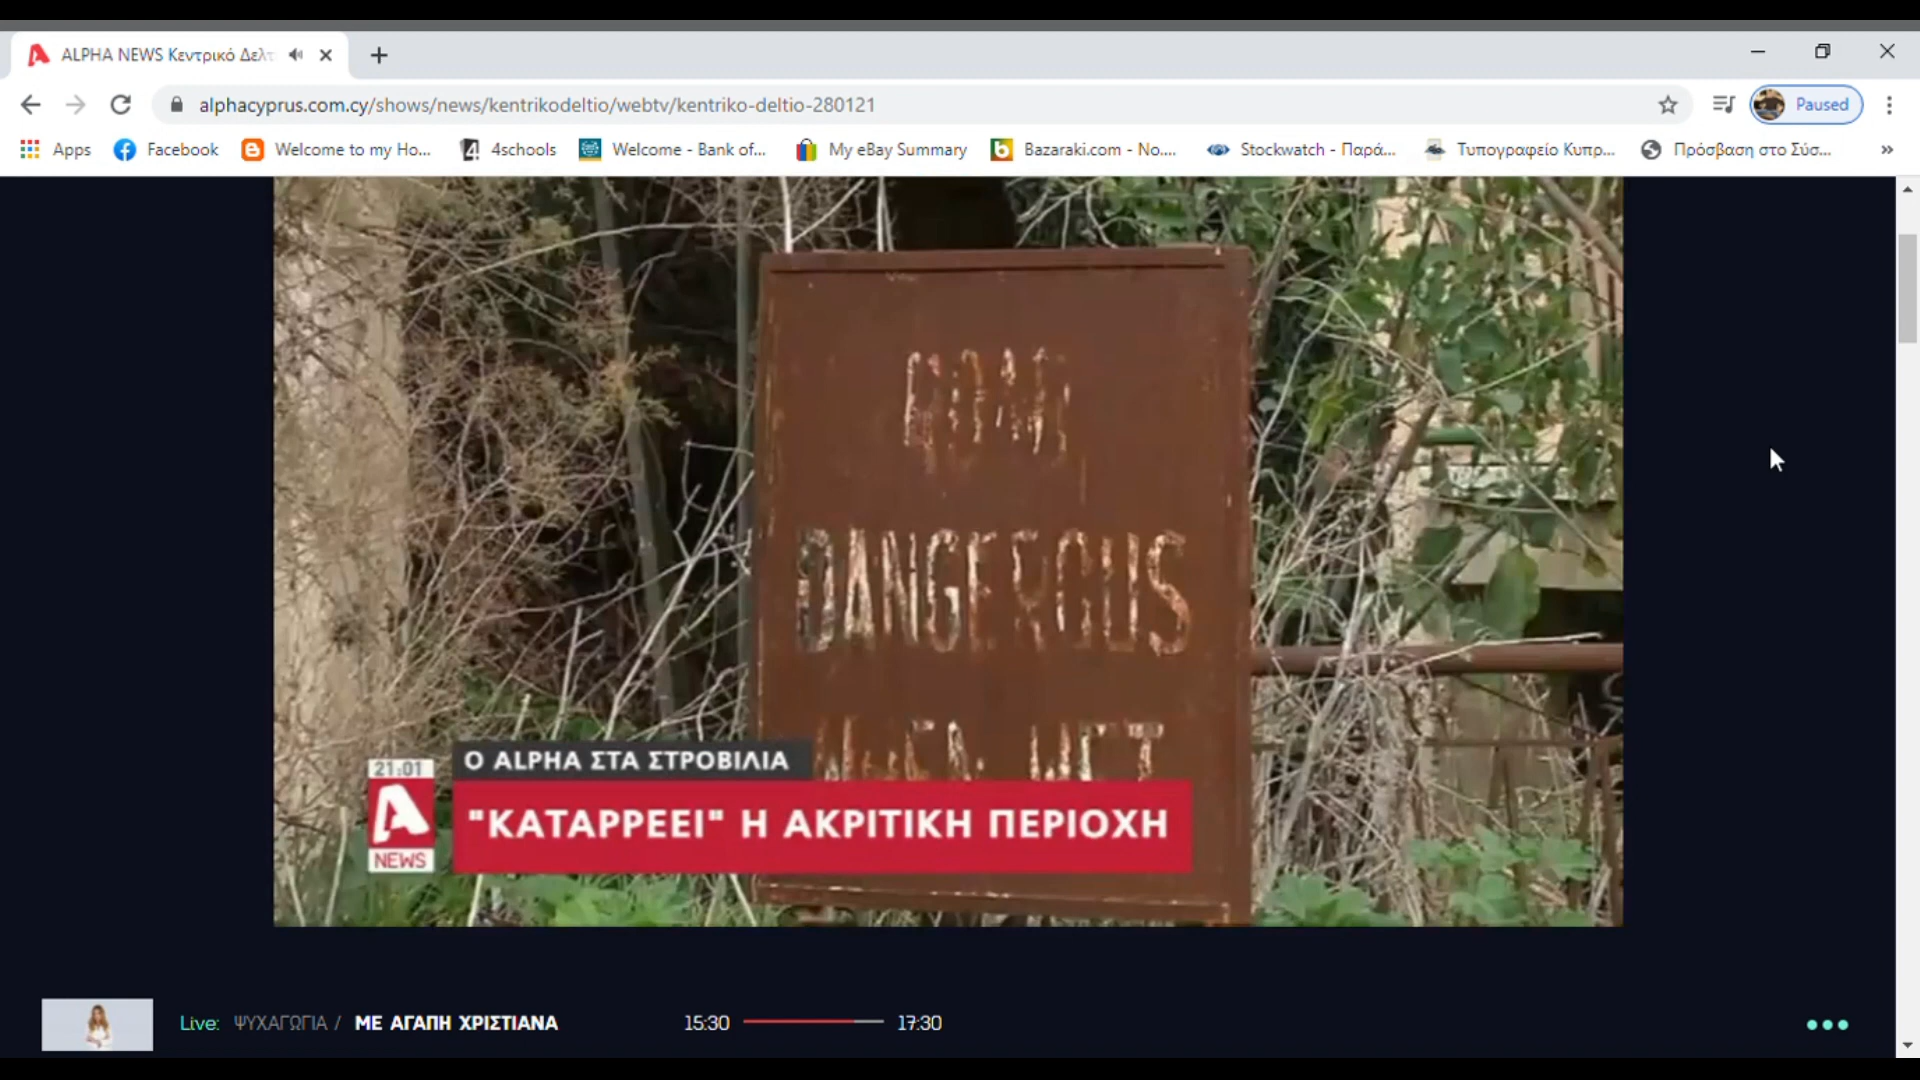 ALPHA NEWS Κεντρικό Δελτ
alphacyprus.com.cy/shows/news/kentrikodeltio/webtv/kentriko-deltio-280121
Paused
Apps
Facebook
Welcome to my Ho...
4schools
Welcome - Bank of...
My eBay Summary
Bazaraki.com - No....
Stockwatch - Παρά...
Τυπογραφείο Κυπρ...
Πρόσβαση στο Σύσ...
»
DANGEROUS
WHEN WET
21:01
NEWS
Ο ALPHA ΣΤΑ ΣΤΡΟΒΙΛΙΑ
"ΚΑΤΑΡΡΕΕΙ" Η ΑΚΡΙΤΙΚΗ ΠΕΡΙΟΧΗ
Live: ΨΥΧΑΓΩΓΙΑ / ΜΕ ΑΓΑΠΗ ΧΡΙΣΤΙΑΝΑ 15:30 17:30